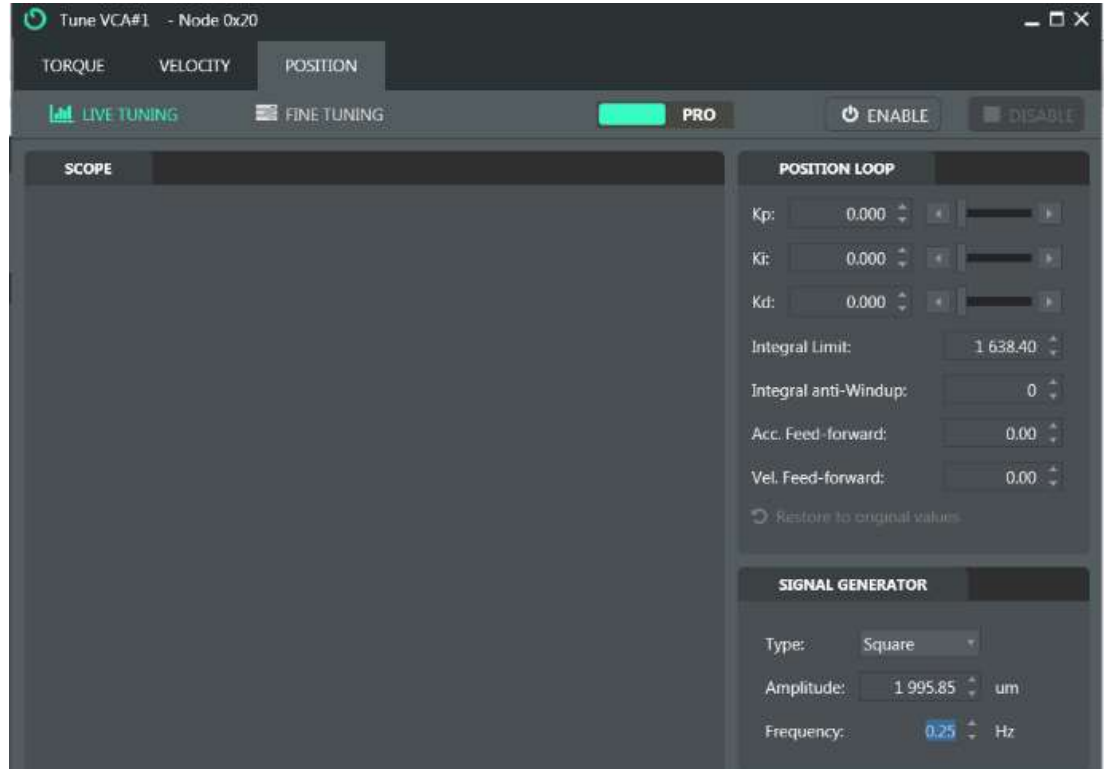 Tune VCA#1 - Node 0x20
TORQUE VELOCITY POSITION
LIVE TUNING FINE TUNING PRO ENABLE DISABLE
SCOPE
POSITION LOOP
Kp: 0.000
Ki: 0.000
Kd: 0.000
Integral Limit: 1 638.40
Integral anti-Windup: 0
Acc. Feed-forward: 0.00
Vel. Feed-forward: 0.00
Restore to original values
SIGNAL GENERATOR
Type: Square
Amplitude: 1 995.85 um
Frequency: 0.25 Hz